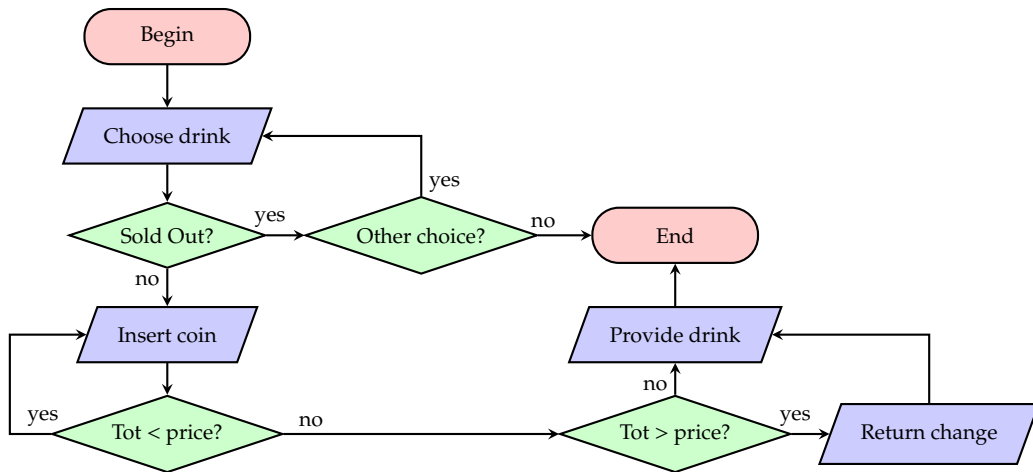 Begin
Choose drink
yes
Sold Out?
yes
Other choice?
no
End
no
Insert coin
Provide drink
yes
Tot < price?
no
no
Tot > price?
yes
Return change